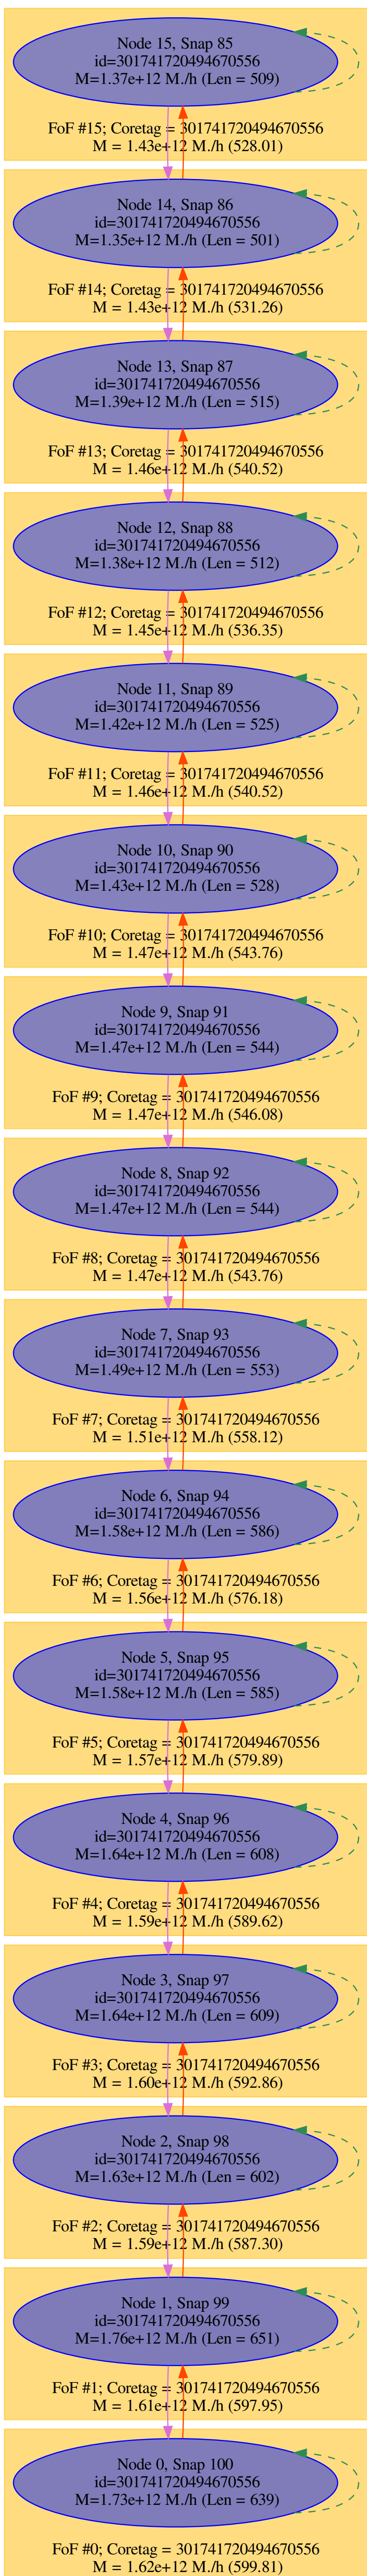 Node 15, Snap 85
id=301741720494670556
M=1.37e+12 M./h (Len = 509)
FoF #15; Coretag = 301741720494670556
M = 1.43e+12 M./h (528.01)
Node 14, Snap 86
id=301741720494670556
M=1.35e+12 M./h (Len = 501)
FoF #14; Coretag = 301741720494670556
M = 1.43e+12 M./h (531.26)
Node 13, Snap 87
id=301741720494670556
M=1.39e+12 M./h (Len = 515)
FoF #13; Coretag = 301741720494670556
M = 1.46e+12 M./h (540.52)
Node 12, Snap 88
id=301741720494670556
M=1.38e+12 M./h (Len = 512)
FoF #12; Coretag = 301741720494670556
M = 1.45e+12 M./h (536.35)
Node 11, Snap 89
id=301741720494670556
M=1.42e+12 M./h (Len = 525)
FoF #11; Coretag = 301741720494670556
M = 1.46e+12 M./h (540.52)
Node 10, Snap 90
id=301741720494670556
M=1.43e+12 M./h (Len = 528)
FoF #10; Coretag = 301741720494670556
M = 1.47e+12 M./h (543.76)
Node 9, Snap 91
id=301741720494670556
M=1.47e+12 M./h (Len = 544)
FoF #9; Coretag = 301741720494670556
M = 1.47e+12 M./h (546.08)
Node 8, Snap 92
id=301741720494670556
M=1.47e+12 M./h (Len = 544)
FoF #8; Coretag = 301741720494670556
M = 1.47e+12 M./h (543.76)
Node 7, Snap 93
id=301741720494670556
M=1.49e+12 M./h (Len = 553)
FoF #7; Coretag = 301741720494670556
M = 1.51e+12 M./h (558.12)
Node 6, Snap 94
id=301741720494670556
M=1.58e+12 M./h (Len = 586)
FoF #6; Coretag = 301741720494670556
M = 1.56e+12 M./h (576.18)
Node 5, Snap 95
id=301741720494670556
M=1.58e+12 M./h (Len = 585)
FoF #5; Coretag = 301741720494670556
M = 1.57e+12 M./h (579.89)
Node 4, Snap 96
id=301741720494670556
M=1.64e+12 M./h (Len = 608)
FoF #4; Coretag = 301741720494670556
M = 1.59e+12 M./h (589.62)
Node 3, Snap 97
id=301741720494670556
M=1.64e+12 M./h (Len = 609)
FoF #3; Coretag = 301741720494670556
M = 1.60e+12 M./h (592.86)
Node 2, Snap 98
id=301741720494670556
M=1.63e+12 M./h (Len = 602)
FoF #2; Coretag = 301741720494670556
M = 1.59e+12 M./h (587.30)
Node 1, Snap 99
id=301741720494670556
M=1.76e+12 M./h (Len = 651)
FoF #1; Coretag = 301741720494670556
M = 1.61e+12 M./h (597.95)
Node 0, Snap 100
id=301741720494670556
M=1.73e+12 M./h (Len = 639)
FoF #0; Coretag = 301741720494670556
M = 1.62e+12 M./h (599.81)